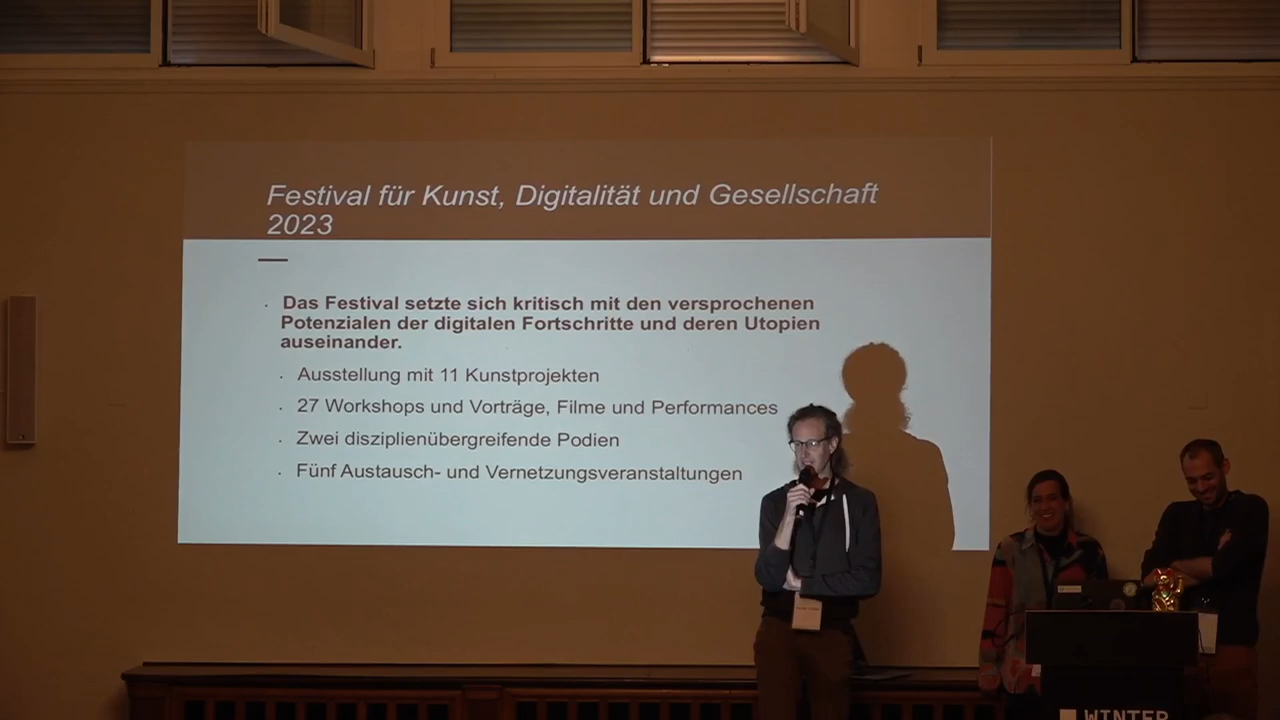 Festival für Kunst, Digitalität und Gesellschaft
2023
Das Festival setzte sich kritisch mit den versprochenen
Potenzialen der digitalen Fortschritte und deren Utopien
auseinander.
Ausstellung mit 11 Kunstprojekten
27 Workshops und Vorträge, Filme und Performances
Zwei disziplienübergreifende Podien
Fünf Austausch- und Vernetzungsveranstaltungen
WINTER